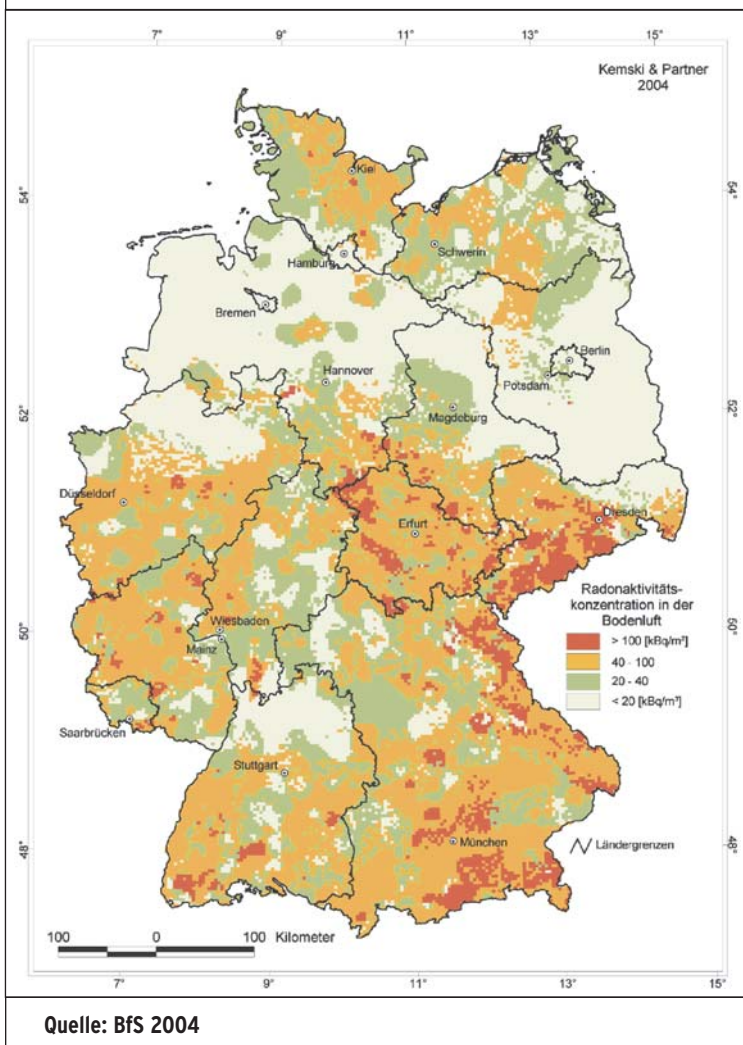 7° 9° 11° 13° 15°
Kemski & Partner
2004
54° 54°
Kiel
Schwerin
Hamburg
Bremen
Berlin
Hannover
Potsdam
52° 52°
Magdeburg
Düsseldorf
Dresden
Erfurt
Radonaktivitäts-
konzentration in der
Bodenluft
> 100 [kBq/m³]
40 - 100
20 - 40
< 20 [kBq/m³]
50° 50°
Wiesbaden
Mainz
Saarbrücken
Stuttgart
München
Ländergrenzen
48° 48°
100 0 100 Kilometer
7° 9° 11° 13° 15°
Quelle: BfS 2004